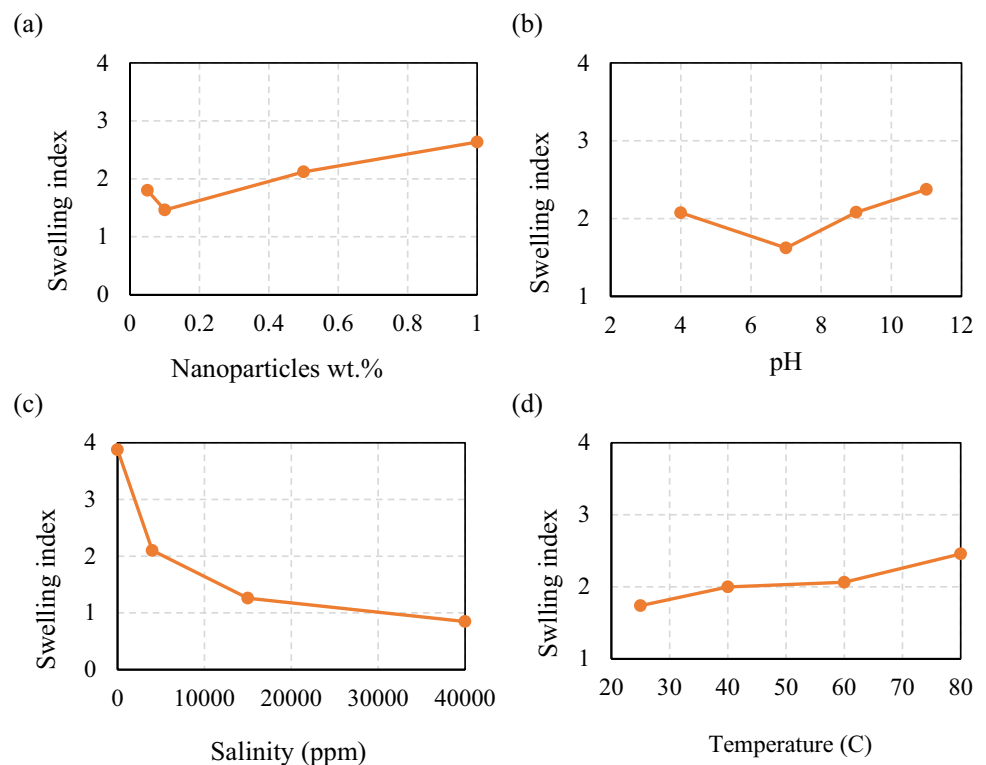 (a)
4
3
2
1
0
0 0.2 0.4 0.6 0.8 1
Swelling index
Nanoparticles wt.%
(b)
4
3
2
1
2 4 6 8 10 12
Swelling index
pH
(c)
4
3
2
1
0
0 10000 20000 30000 40000
Swelling index
Salinity (ppm)
(d)
4
3
2
1
20 30 40 50 60 70 80
Swlling index
Temperature (C)